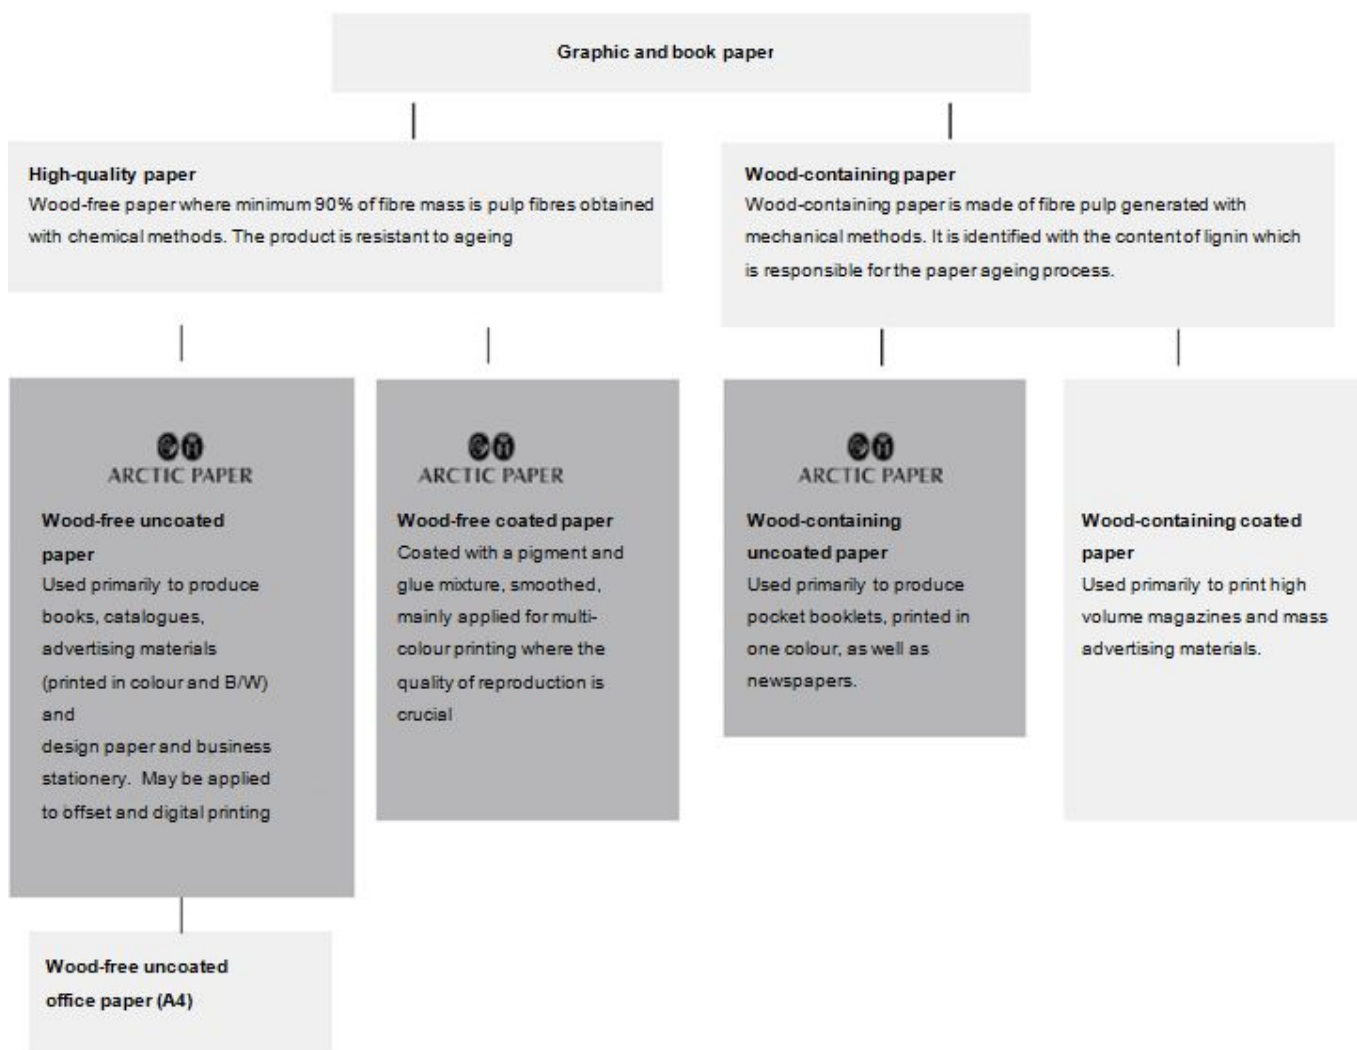 Graphic and book paper
High-quality paper
Wood-free paper where minimum 90% of fibre mass is pulp fibres obtained
with chemical methods. The product is resistant to ageing
Wood-containing paper
Wood-containing paper is made of fibre pulp generated with
mechanical methods. It is identified with the content of lignin which
is responsible for the paper ageing process.
ARCTIC PAPER
Wood-free uncoated
paper
Used primarily to produce
books, catalogues,
advertising materials
(printed in colour and B/W)
and
design paper and business
stationery. May be applied
to offset and digital printing
ARCTIC PAPER
Wood-free coated paper
Coated with a pigment and
glue mixture, smoothed,
mainly applied for multi-
colour printing where the
quality of reproduction is
crucial
ARCTIC PAPER
Wood-containing
uncoated paper
Used primarily to produce
pocket booklets, printed in
one colour, as well as
newspapers.
Wood-containing coated
paper
Used primarily to print high
volume magazines and mass
advertising materials.
Wood-free uncoated
office paper (A4)